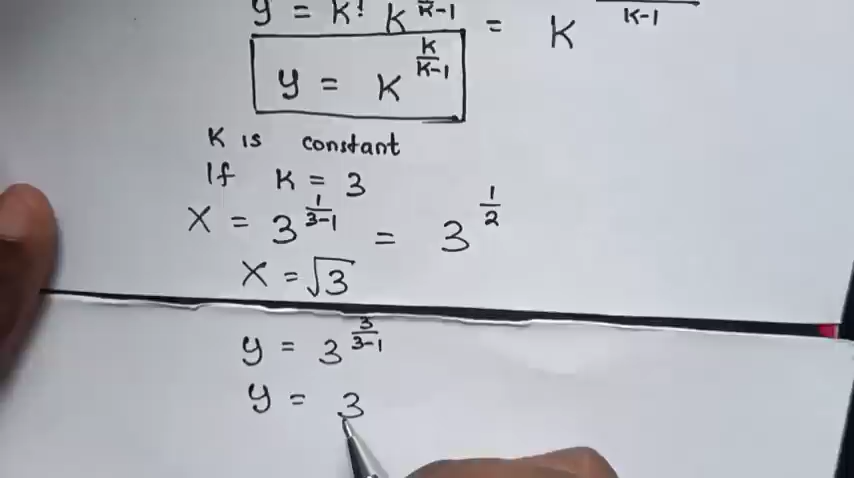 y = K! K^{K-1} = K^{K-1}
y = K^{K/K-1}
K is constant
If K = 3
X = 3^{1/3-1} = 3^{1/2}
X = √3
y = 3^{3/3-1}
y = 3